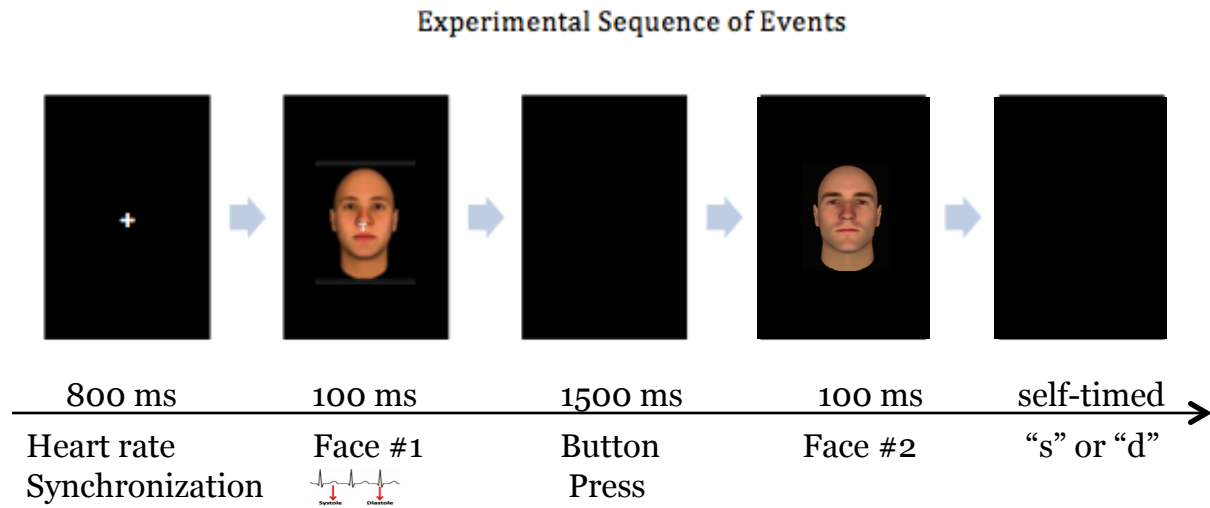 Experimental Sequence of Events
800 ms 100 ms 1500 ms 100 ms self-timed
Heart rate Face #1 Button Face #2 “s” or “d”
Synchronization Press
Systole Diastole